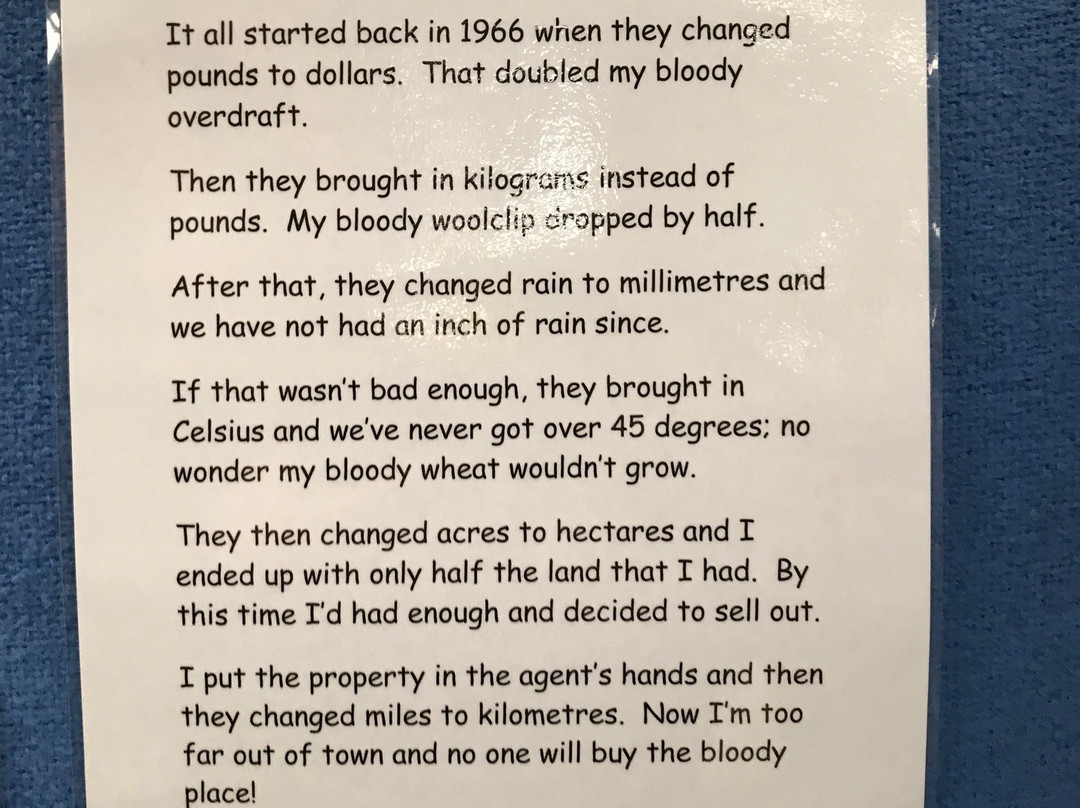 It all started back in 1966 when they changed
pounds to dollars.  That doubled my bloody
overdraft.
Then they brought in kilograms instead of
pounds.  My bloody woolclip dropped by half.
After that, they changed rain to millimetres and
we have not had an inch of rain since.
If that wasn't bad enough, they brought in
Celsius and we've never got over 45 degrees; no
wonder my bloody wheat wouldn't grow.
They then changed acres to hectares and I
ended up with only half the land that I had.  By
this time I'd had enough and decided to sell out.
I put the property in the agent's hands and then
they changed miles to kilometres.  Now I'm too
far out of town and no one will buy the bloody
place!